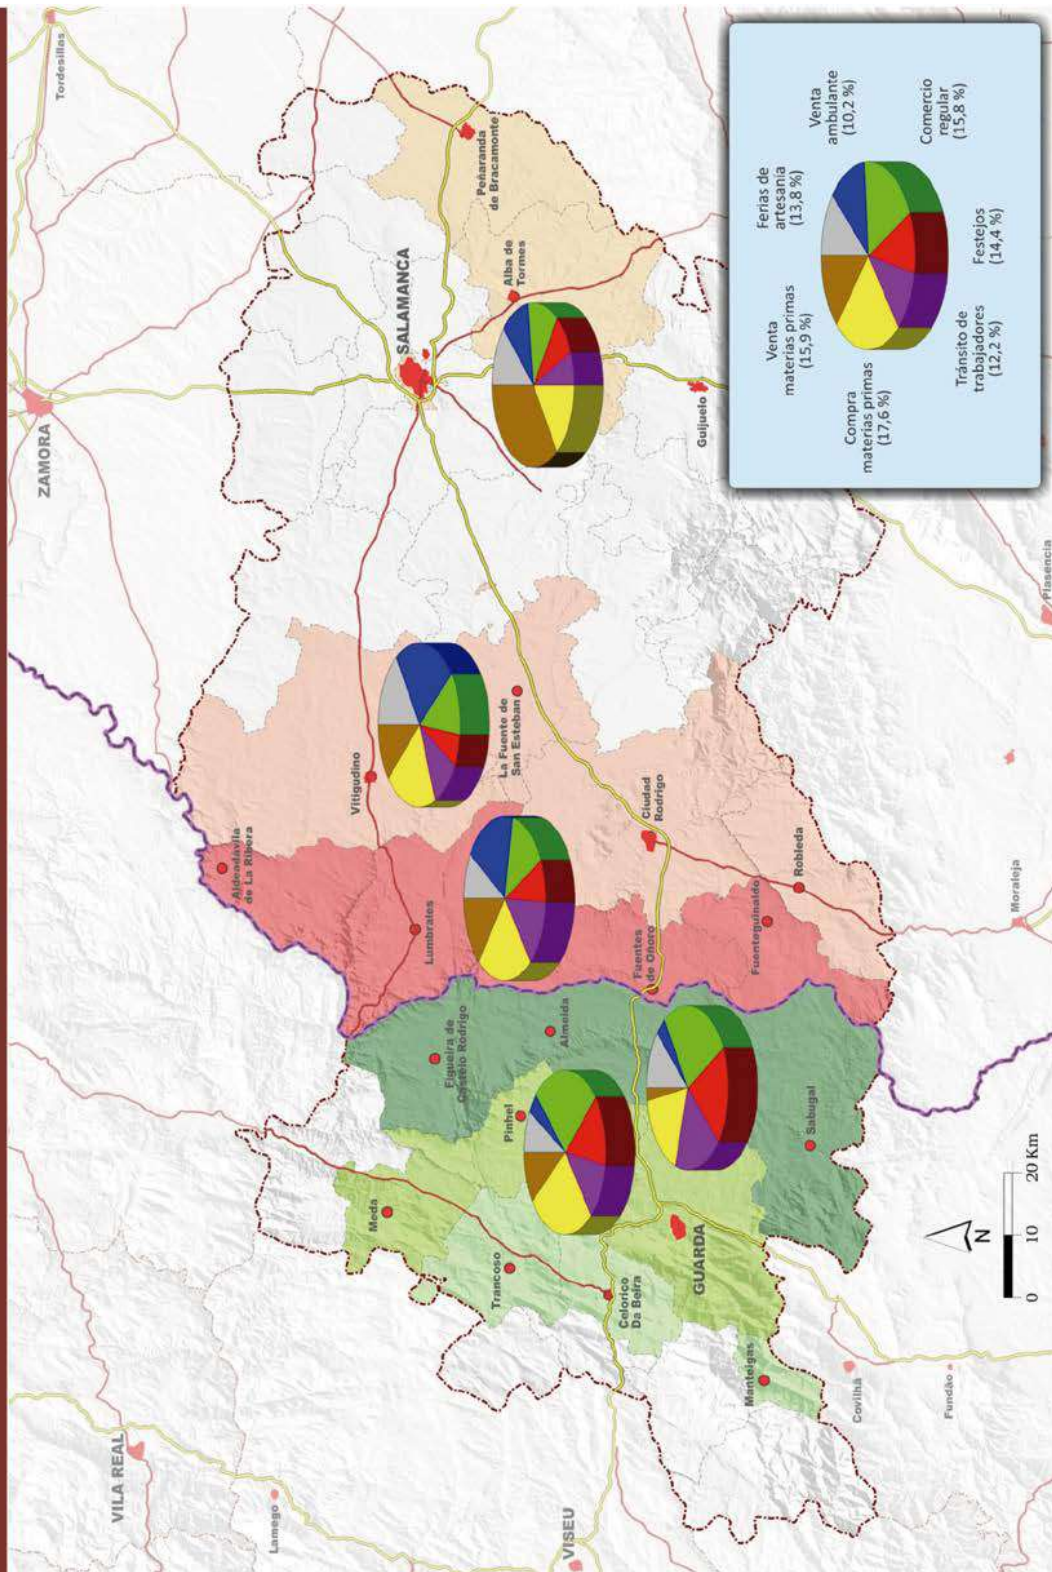 Tordesillas
ZAMORA
SALAMANCA
Peñaranda
de Bracamonte
Alba de
Tormes
Guijuelo
Vitigudino
La Fuente de
San Esteban
Aldeadávila
de La Ribera
Lumbrales
Ciudad
Rodrigo
Robleda
Fuentes
de Oñoro
Fuenteguinaldo
Moraleja
Plasencia
Figueira de
Castelo Rodrigo
Almeida
Pinhel
Sabugal
Meda
Trancoso
Celorico
Da Beira
GUARDA
Manteigas
Covilhã
Fundão
VILA REAL
Lamego
VISEU
N
0 10 20 Km
Venta
materias primas
(15,9 %)
Ferias de
artesanía
(13,8 %)
Venta
ambulante
(10,2 %)
Compra
materias primas
(17,6 %)
Tránsito de
trabajadores
(12,2 %)
Festejos
(14,4 %)
Comercio
regular
(15,8 %)